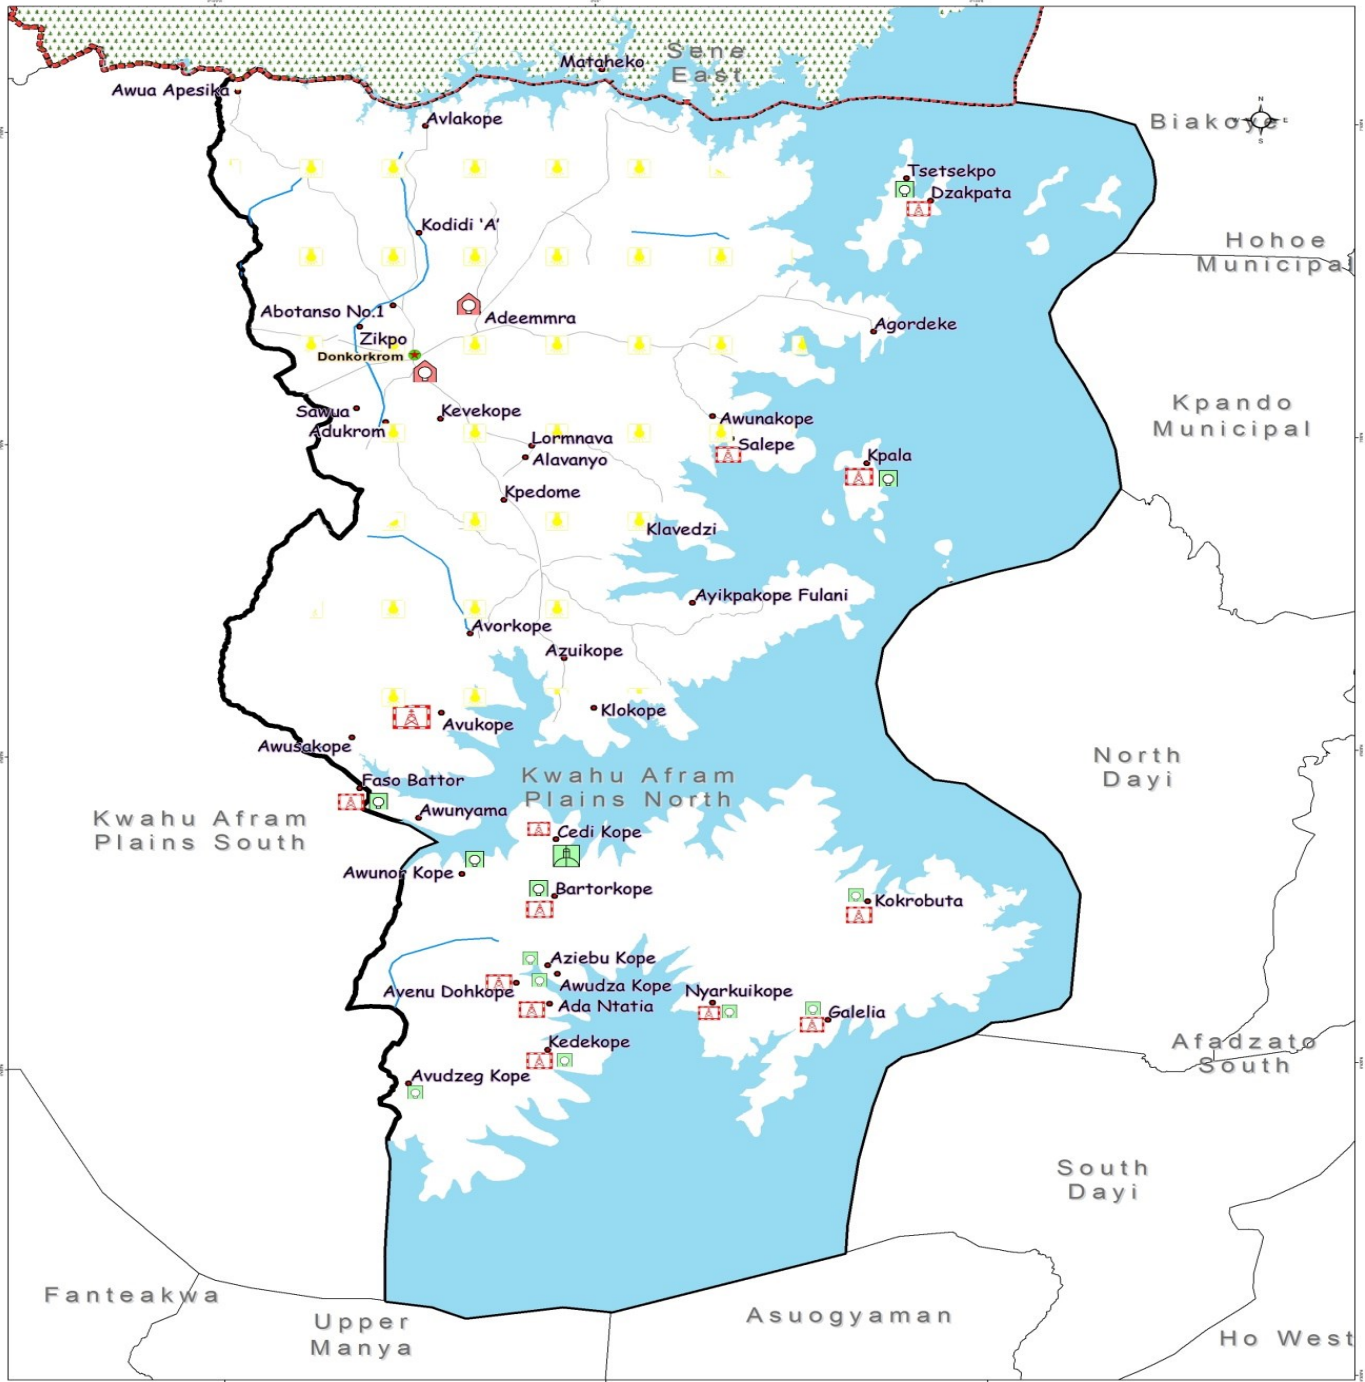 Sene
East
Mataheko
Awua Apesika
Avlakope
Biakoye
N
W
E
S
Tsetsekpo
Dzakpata
Kodidi 'A'
Hohoe
Municipal
Abotanso No.1
Adeemmra
Agordeke
Zikpo
Donkorkrom
Kpando
Municipal
Sawua
Kevekope
Awunakope
Adukrom
Lormnava
Salepe
Alavanyo
Kpala
Kpedome
Klavedzi
Ayikpakope Fulani
Avorkope
Azuikope
Klokope
Avukope
Awusakope
North
Dayi
Faso Battor
Kwahu Afram
Plains North
Awunyama
Kwahu Afram
Plains South
Cedi Kope
Awunor Kope
Bartorkope
Kokrobuta
Aziebu Kope
Awudza Kope
Avenu Dohkope
Nyarkuikope
Ada Ntatia
Galelia
Kedekope
Afadzato
South
Avudzeg Kope
South
Dayi
Fanteakwa
Upper
Manya
Asuogyaman
Ho West